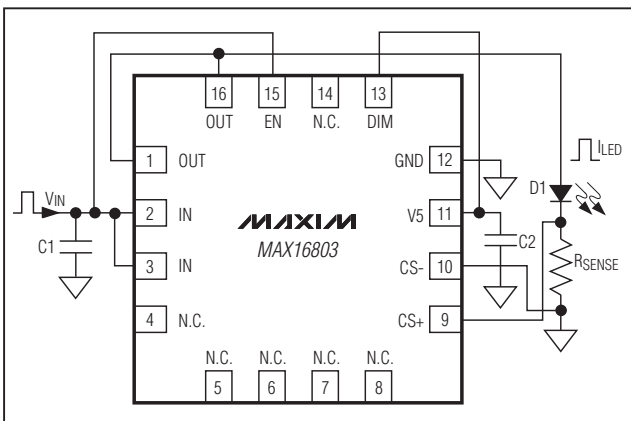 16 15 14 13
OUT EN N.C. DIM
1 OUT
GND 12
ILED
D1
VIN
2 IN
V5 11
MAXIM
MAX16803
C1
C2
RSENSE
3 IN
CS- 10
4 N.C.
CS+ 9
N.C. N.C. N.C. N.C.
5 6 7 8